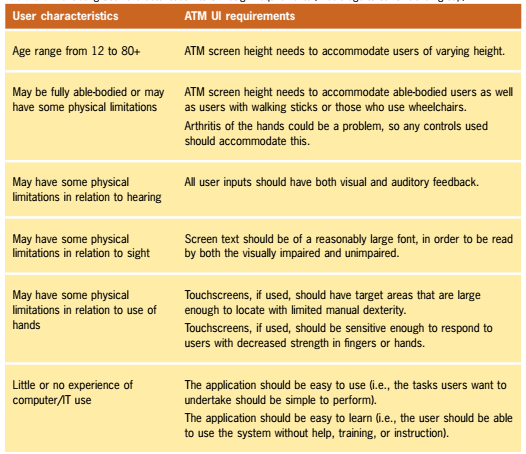 User characteristics ATM UI requirements
Age range from 12 to 80+ ATM screen height needs to accommodate users of varying height.
May be fully able-bodied or may have some physical limitations
ATM screen height needs to accommodate able-bodied users as well
as users with walking sticks or those who use wheelchairs.
Arthritis of the hands could be a problem, so any controls used
should accommodate this.
May have some physical
limitations in relation to hearing
All user inputs should have both visual and auditory feedback.
May have some physical
limitations in relation to sight
Screen text should be of a reasonably large font, in order to be read
by both the visually impaired and unimpaired.
May have some physical
limitations in relation to use of
hands
Touchscreens, if used, should have target areas that are large
enough to locate with limited manual dexterity.
Touchscreens, if used, should be sensitive enough to respond to
users with decreased strength in fingers or hands.
Little or no experience of
computer/IT use
The application should be easy to use (i.e., the tasks users want to
undertake should be simple to perform).
The application should be easy to learn (i.e., the user should be able
to use the system without help, training, or instruction).